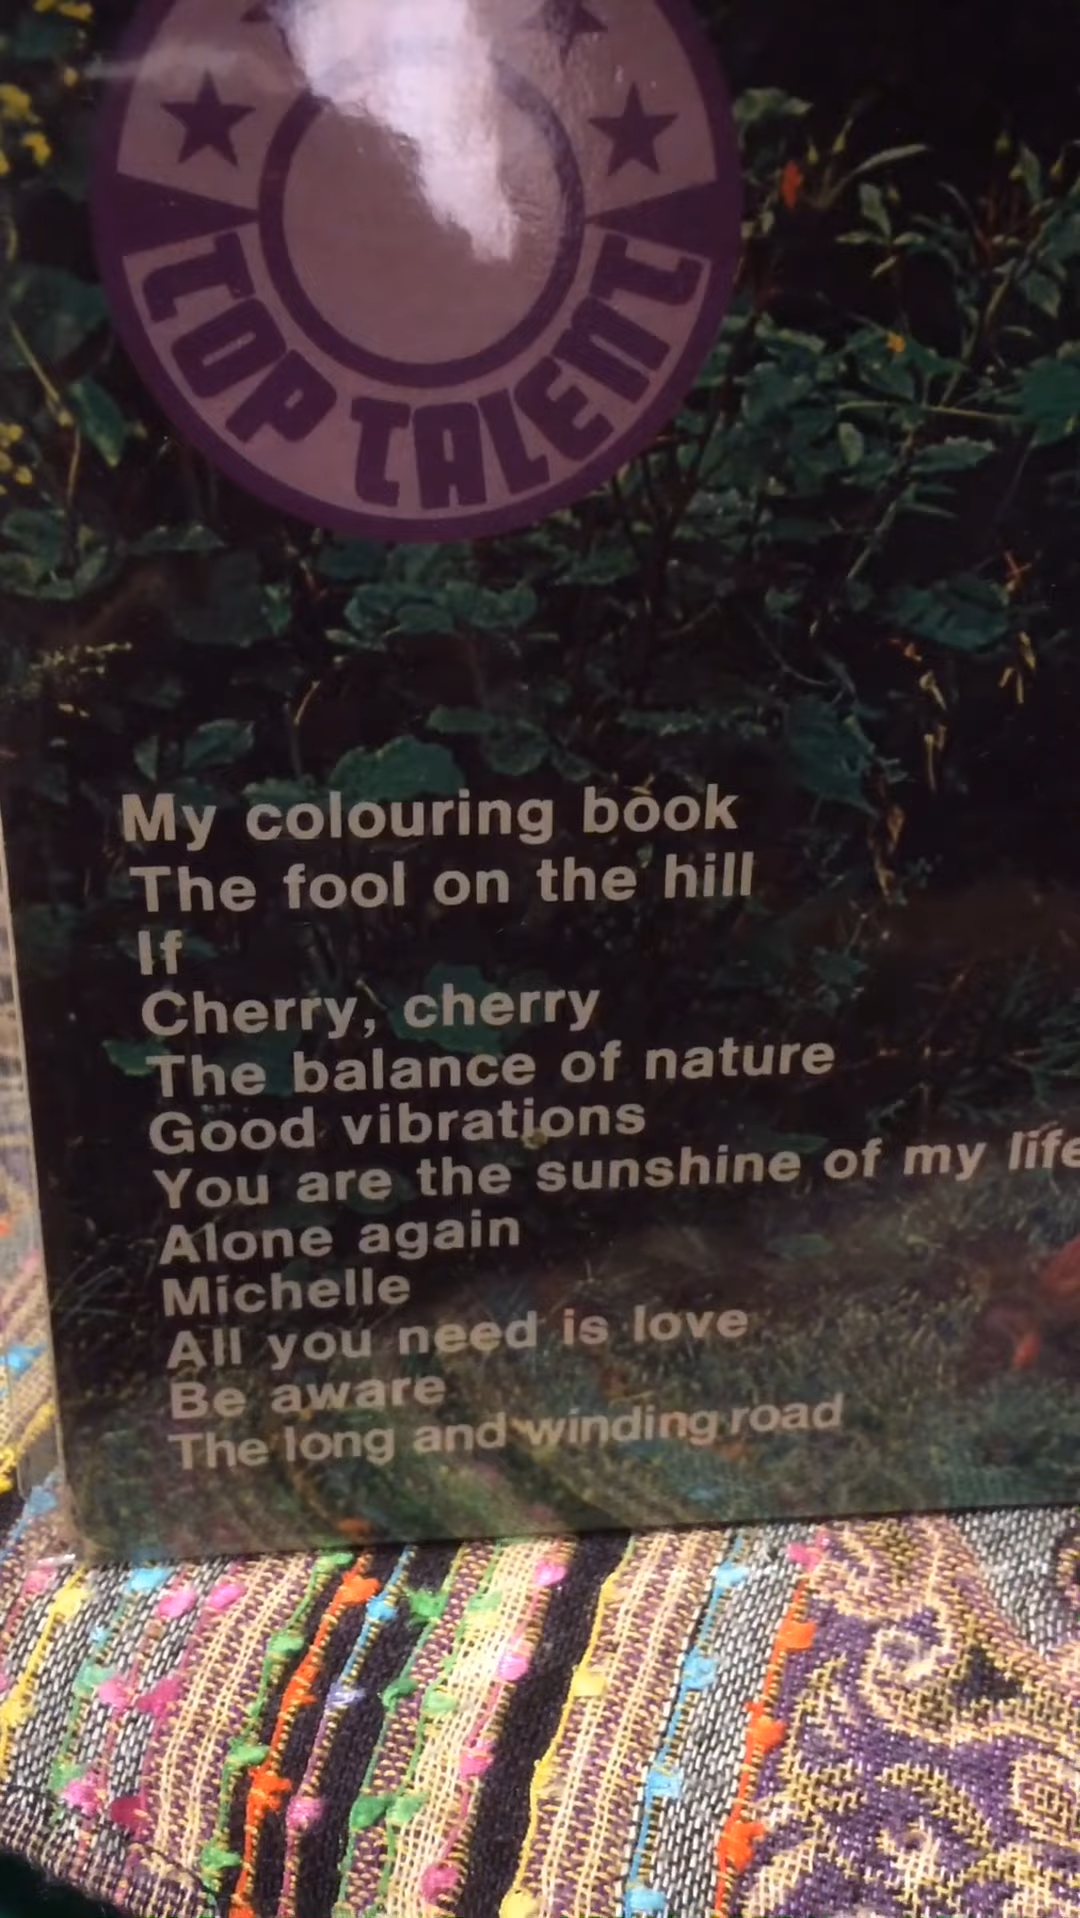 TOP TALENT
My colouring book
The fool on the hill
If
Cherry, cherry
The balance of nature
Good vibrations
You are the sunshine of my life
Alone again
Michelle
All you need is love
Be aware
The long and winding road